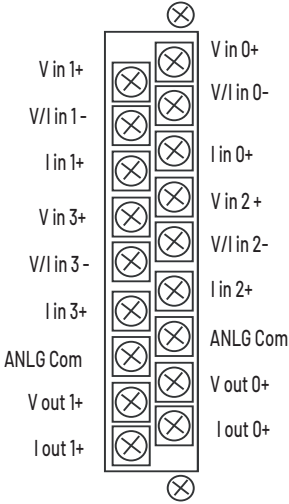 V in 0+
V in 1+
V/I in 0-
V/I in 1 -
I in 0+
I in 1+
V in 2 +
V in 3+
V/I in 2-
V/I in 3 -
I in 2+
I in 3+
ANLG Com
ANLG Com
V out 0+
V out 1+
I out 0+
I out 1+